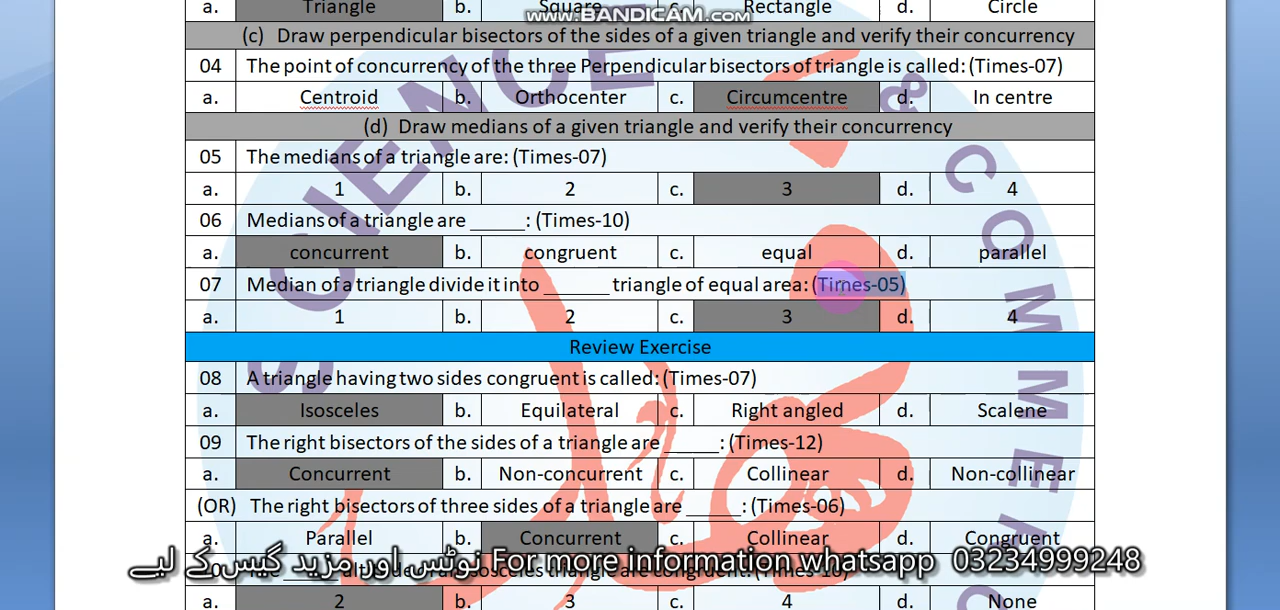 www.BANDICAM.com
a. Triangle b. Square c. Rectangle d. Circle
(c) Draw perpendicular bisectors of the sides of a given triangle and verify their concurrency
04 The point of concurrency of the three Perpendicular bisectors of triangle is called: (Times-07)
a. Centroid b. Orthocenter c. Circumcentre d. In centre
(d) Draw medians of a given triangle and verify their concurrency
05 The medians of a triangle are: (Times-07)
a. 1 b. 2 c. 3 d. 4
06 Medians of a triangle are _____: (Times-10)
a. concurrent b. congruent c. equal d. parallel
07 Median of a triangle divide it into ______ triangle of equal area: (Times-05)
a. 1 b. 2 c. 3 d. 4
Review Exercise
08 A triangle having two sides congruent is called: (Times-07)
a. Isosceles b. Equilateral c. Right angled d. Scalene
09 The right bisectors of the sides of a triangle are _____: (Times-12)
a. Concurrent b. Non-concurrent c. Collinear d. Non-collinear
(OR) The right bisectors of three sides of a triangle are _____: (Times-06)
a. Parallel b. Concurrent c. Collinear d. Congruent
نوٹس اور مزید گیس کے لیے For more information whatsapp 03234999248
a. 2 b. 3 c. 4 d. None
SCIENCE & COMMERC